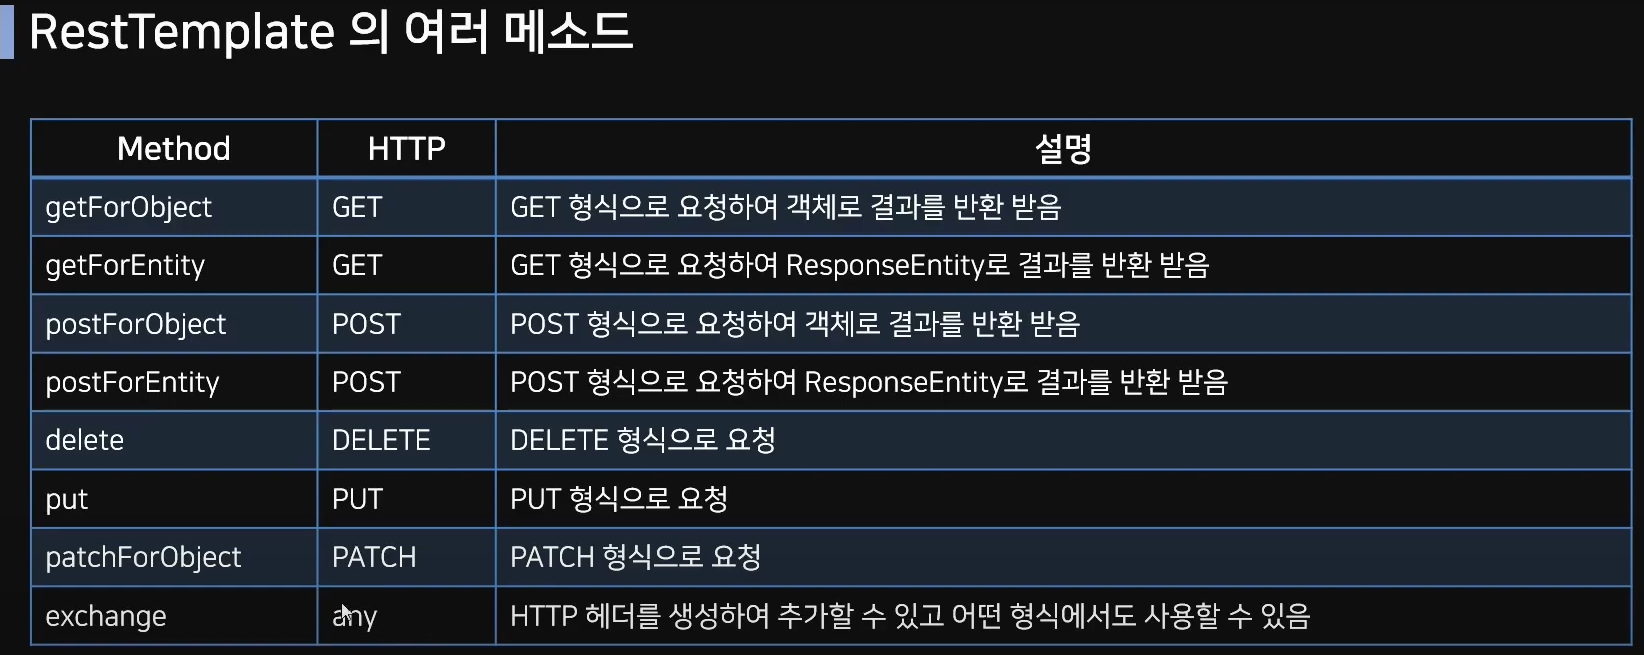 RestTemplate 의 여러 메소드
Method HTTP 설명
getForObject GET GET 형식으로 요청하여 객체로 결과를 반환 받음
getForEntity GET GET 형식으로 요청하여 ResponseEntity로 결과를 반환 받음
postForObject POST POST 형식으로 요청하여 객체로 결과를 반환 받음
postForEntity POST POST 형식으로 요청하여 ResponseEntity로 결과를 반환 받음
delete DELETE DELETE 형식으로 요청
put PUT PUT 형식으로 요청
patchForObject PATCH PATCH 형식으로 요청
exchange any HTTP 헤더를 생성하여 추가할 수 있고 어떤 형식에서도 사용할 수 있음